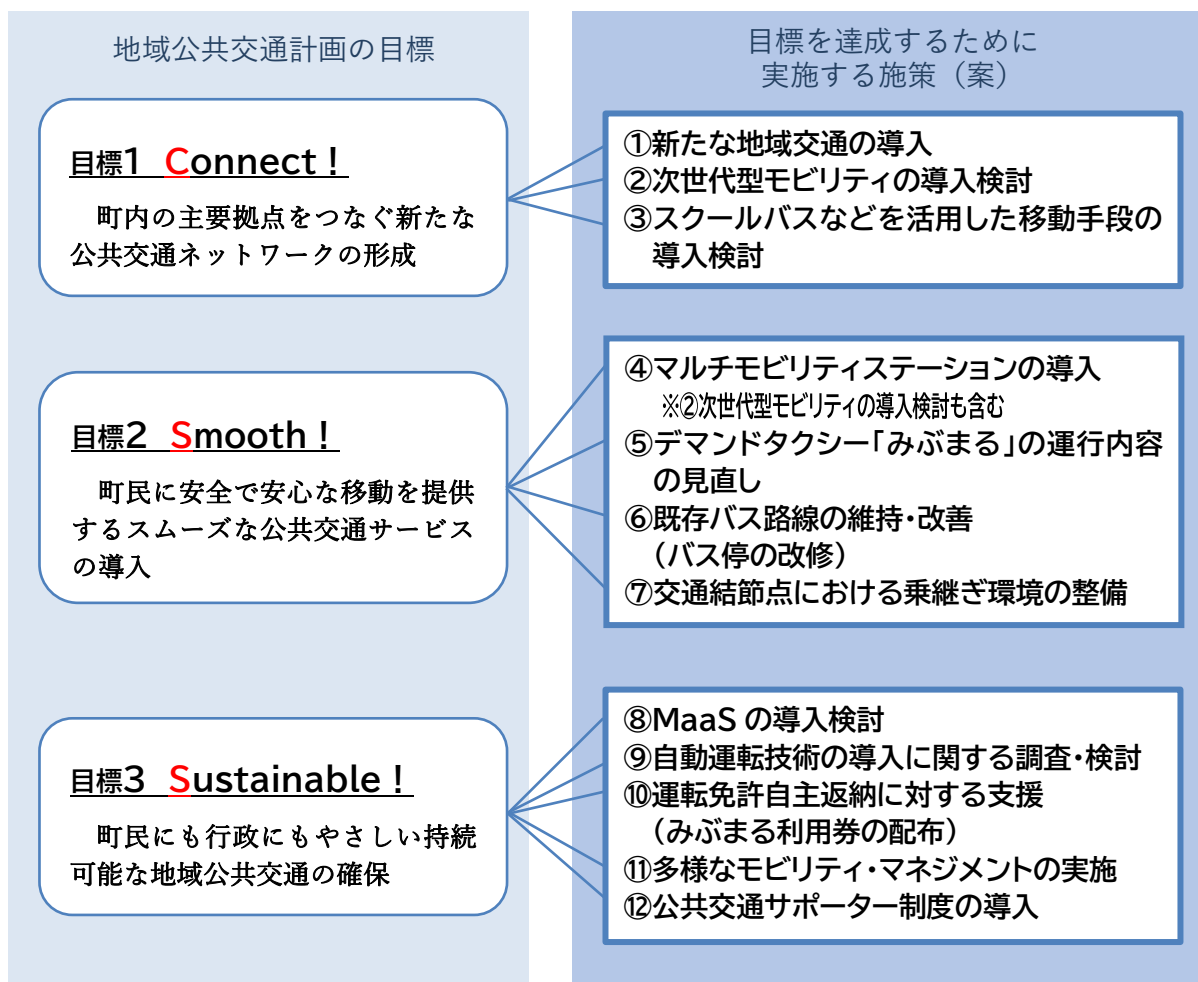 地域公共交通計画の目標
目標1 Connect！
町内の主要拠点をつなぐ新たな
公共交通ネットワークの形成
目標2 Smooth！
町民に安全で安心な移動を提供
するスムーズな公共交通サービス
の導入
目標3 Sustainable！
町民にも行政にもやさしい持続
可能な地域公共交通の確保
目標を達成するために
実施する施策（案）
①新たな地域交通の導入
②次世代型モビリティの導入検討
③スクールバスなどを活用した移動手段の
導入検討
④マルチモビリティステーションの導入
※②次世代型モビリティの導入検討も含む
⑤デマンドタクシー「みぶまる」の運行内容
の見直し
⑥既存バス路線の維持・改善
（バス停の改修）
⑦交通結節点における乗継ぎ環境の整備
⑧MaaSの導入検討
⑨自動運転技術の導入に関する調査・検討
⑩運転免許自主返納に対する支援
（みぶまる利用券の配布）
⑪多様なモビリティ・マネジメントの実施
⑫公共交通サポーター制度の導入